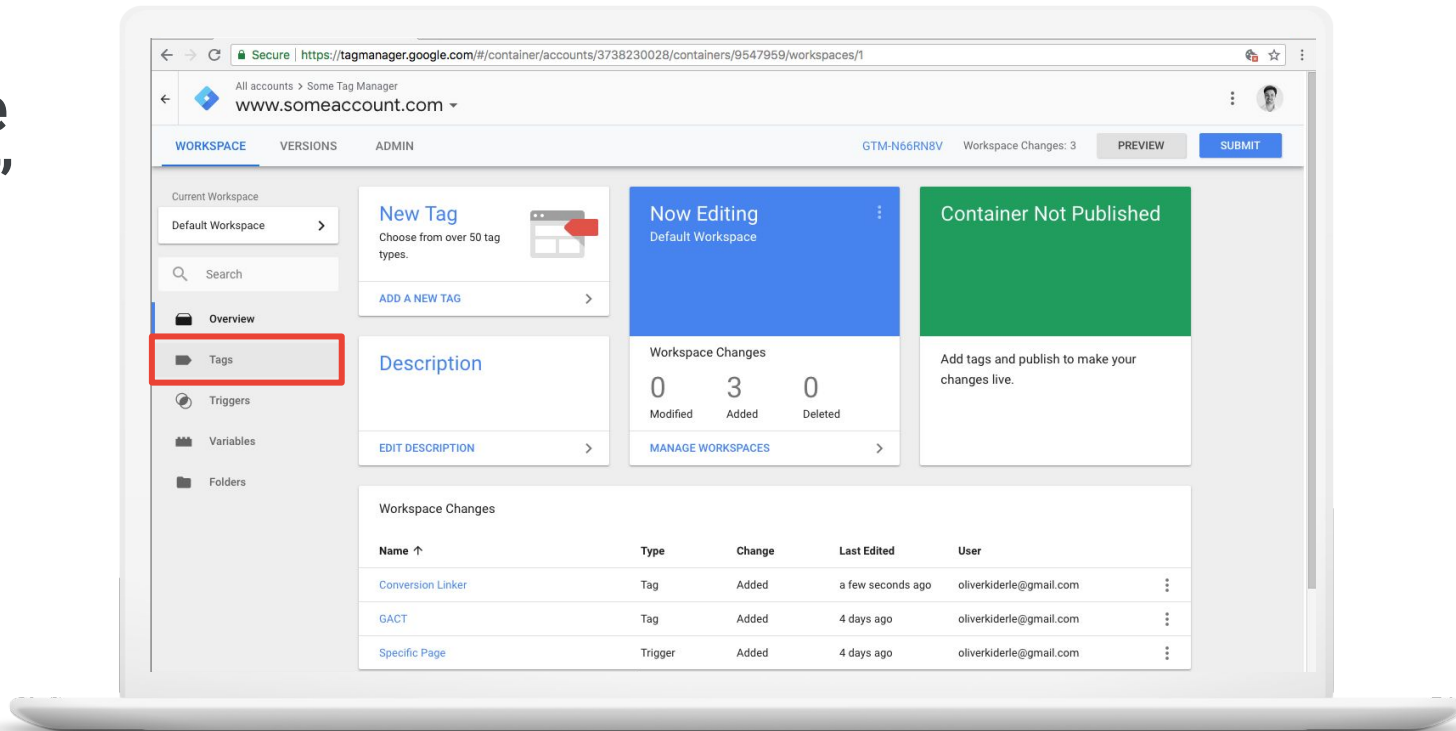 e
”
Secure | https://tagmanager.google.com/#/container/accounts/3738230028/containers/9547959/workspaces/1
All accounts > Some Tag Manager
www.someaccount.com
WORKSPACE VERSIONS ADMIN GTM-N66RN8V Workspace Changes: 3 PREVIEW SUBMIT
Current Workspace
Default Workspace
Search
Overview
Tags
Triggers
Variables
Folders
New Tag
Choose from over 50 tag
types.
ADD A NEW TAG
Now Editing
Default Workspace
Container Not Published
Description
EDIT DESCRIPTION
Workspace Changes
0 3 0
Modified Added Deleted
MANAGE WORKSPACES
Add tags and publish to make your
changes live.
Workspace Changes
Name ↑ Type Change Last Edited User
Conversion Linker Tag Added a few seconds ago oliverkiderle@gmail.com
GACT Tag Added 4 days ago oliverkiderle@gmail.com
Specific Page Trigger Added 4 days ago oliverkiderle@gmail.com